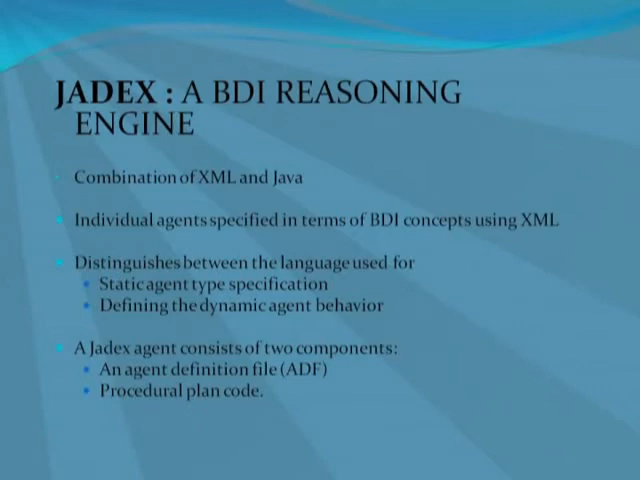 JADEX : A BDI REASONING
ENGINE
Combination of XML and Java
Individual agents specified in terms of BDI concepts using XML
Distinguishes between the language used for
Static agent type specification
Defining the dynamic agent behavior
A Jadex agent consists of two components:
An agent definition file (ADF)
Procedural plan code.